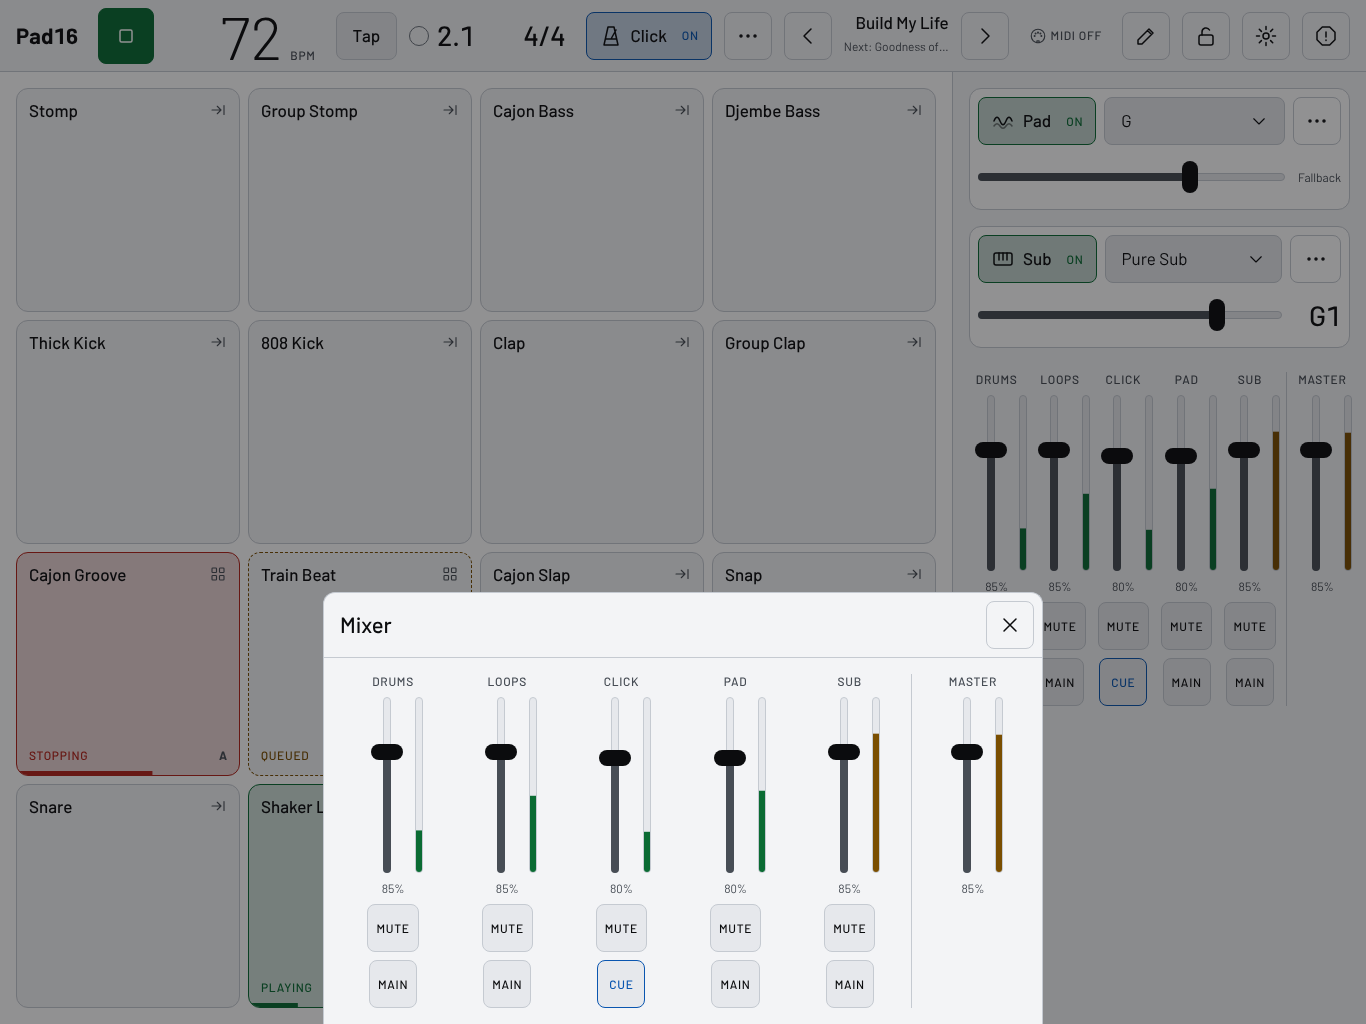 Pad16
72 BPM
Tap
2.1
4/4
Click ON
Build My Life
Next: Goodness of...
MIDI OFF
Stomp
Group Stomp
Cajon Bass
Djembe Bass
Thick Kick
808 Kick
Clap
Group Clap
Cajon Groove
STOPPING
A
Train Beat
QUEUED
Cajon Slap
Snap
Snare
Shaker L
PLAYING
Pad ON
G
Fallback
Sub ON
Pure Sub
G1
DRUMS LOOPS CLICK PAD SUB MASTER
85% 85% 80% 80% 85% 85%
MUTE MUTE MUTE MUTE
MAIN CUE MAIN MAIN
Mixer
DRUMS LOOPS CLICK PAD SUB MASTER
85% 85% 80% 80% 85% 85%
MUTE MUTE MUTE MUTE MUTE
MAIN MAIN CUE MAIN MAIN